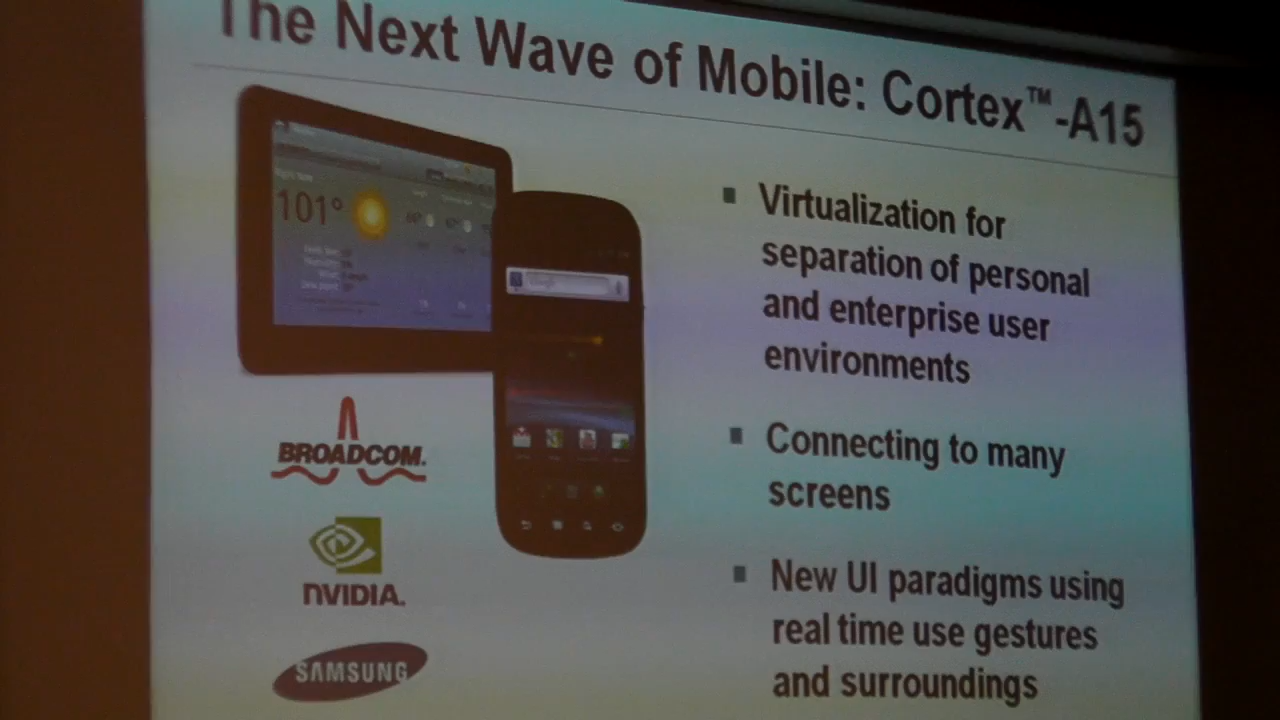 The Next Wave of Mobile: Cortex™-A15
101°
Virtualization for
separation of personal
and enterprise user
environments
Connecting to many
screens
New UI paradigms using
real time use gestures
and surroundings
BROADCOM.
NVIDIA.
SAMSUNG